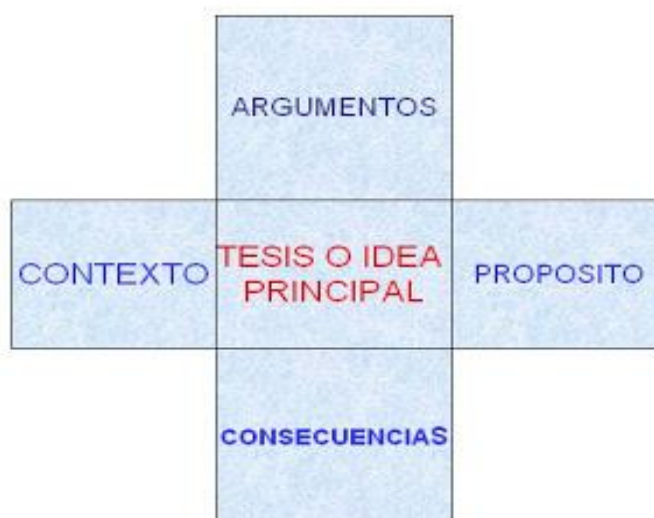 ARGUMENTOS
CONTEXTO
TESIS O IDEA
PRINCIPAL
PROPOSITO
CONSECUENCIAS